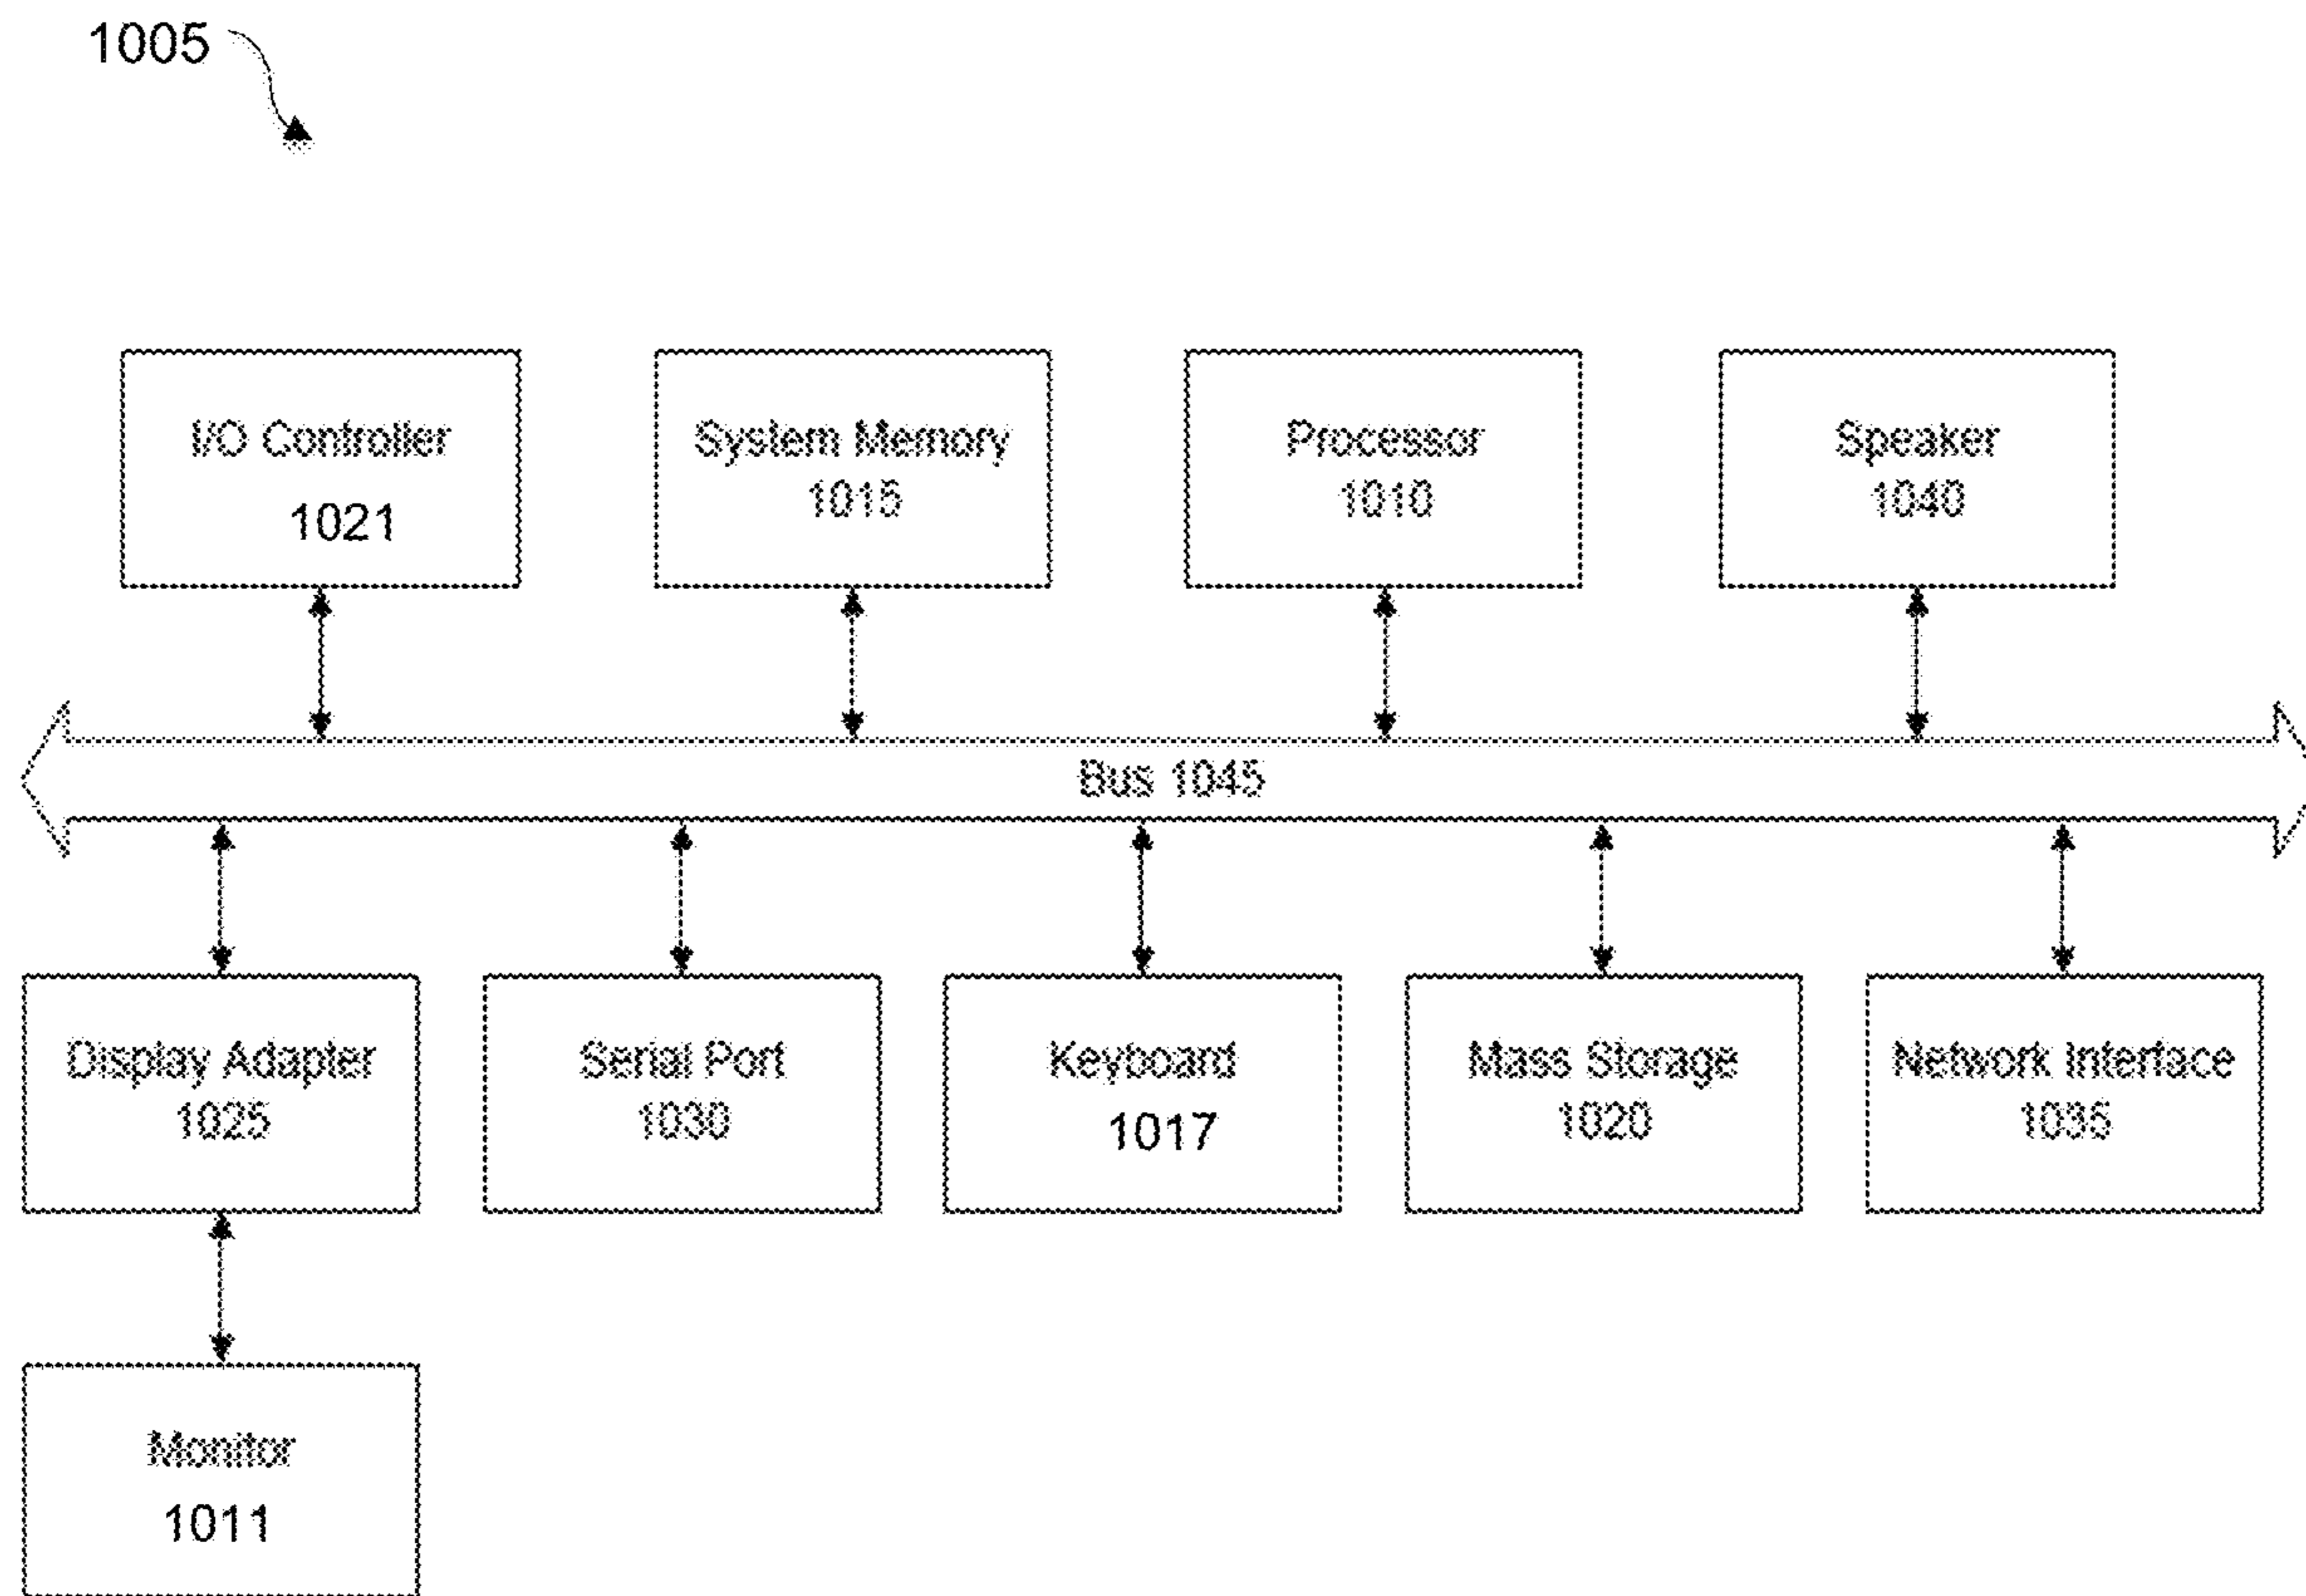 1005
I/O Controller
1021
System Memory
1015
Processor
1010
Speaker
1040
Bus 1045
Display Adapter
1025
Serial Port
1030
Keyboard
1017
Mass Storage
1020
Network Interface
1035
Monitor
1011